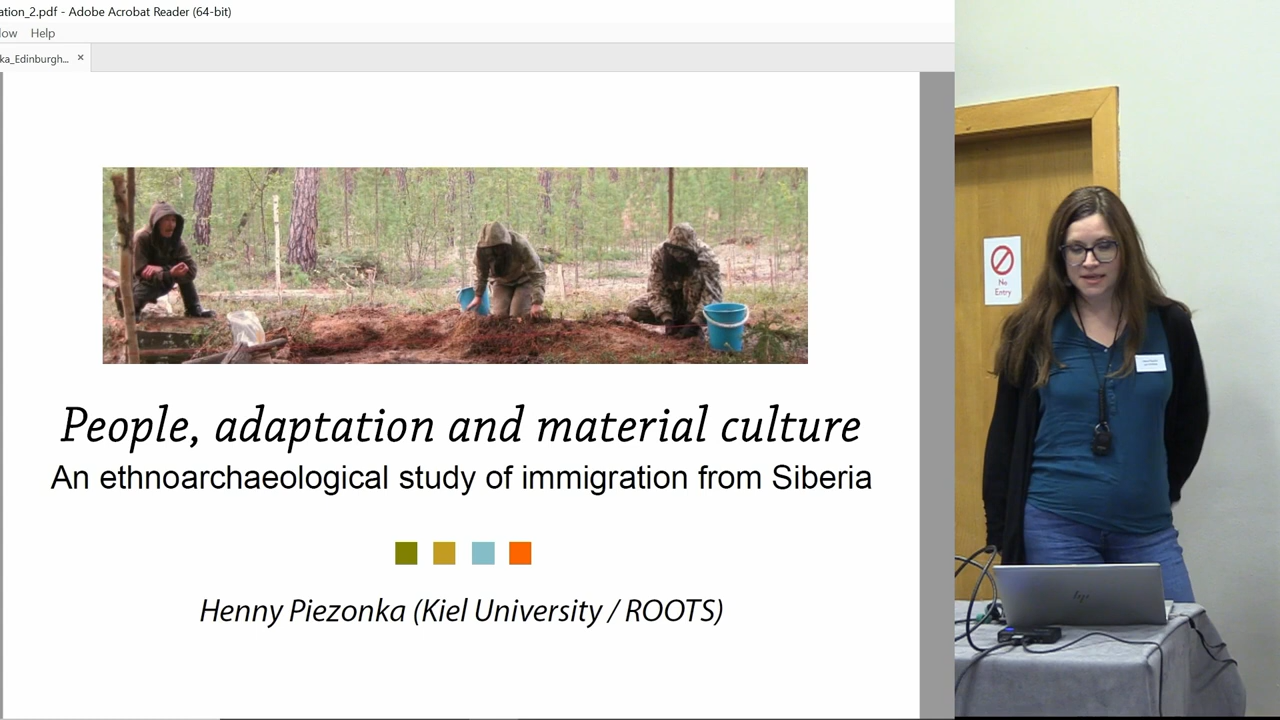 ation_2.pdf - Adobe Acrobat Reader (64-bit)
low Help
ka_Edinburgh... ×
People, adaptation and material culture
An ethnoarchaeological study of immigration from Siberia
Henny Piezonka (Kiel University / ROOTS)
No
Entry
hp